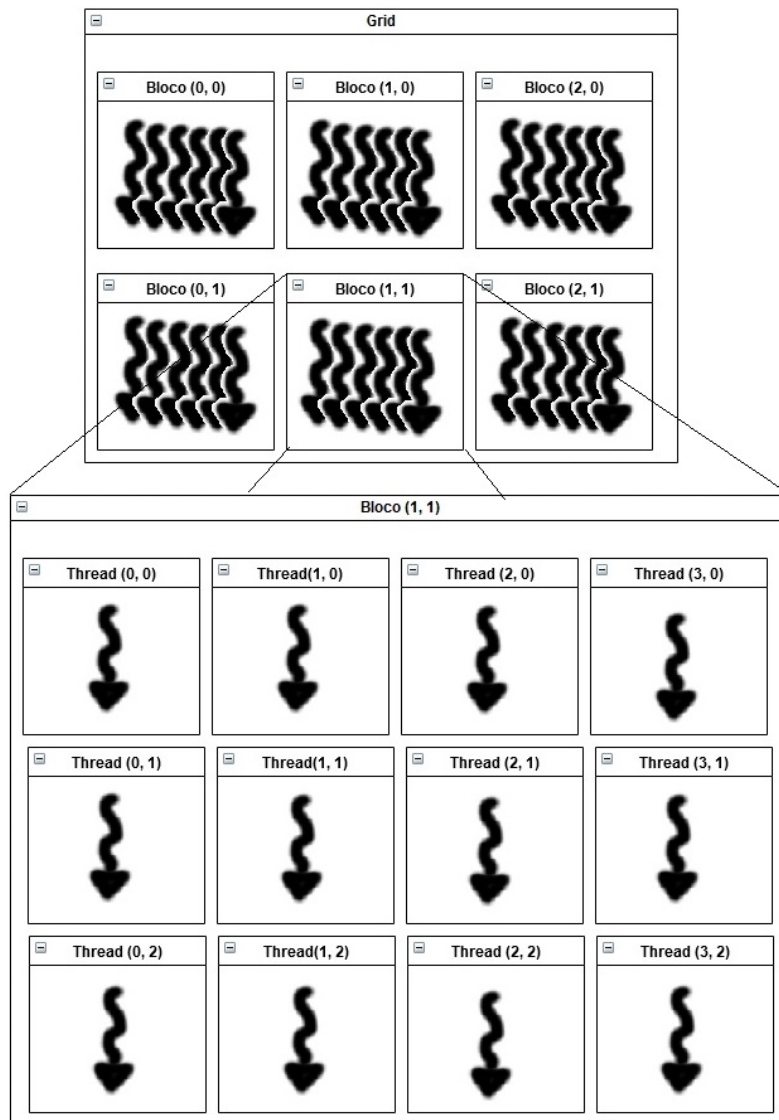 Grid
Bloco (0, 0) Bloco (1, 0) Bloco (2, 0)
Bloco (0, 1) Bloco (1, 1) Bloco (2, 1)
Bloco (1, 1)
Thread (0, 0) Thread(1, 0) Thread (2, 0) Thread (3, 0)
Thread (0, 1) Thread(1, 1) Thread (2, 1) Thread (3, 1)
Thread (0, 2) Thread(1, 2) Thread (2, 2) Thread (3, 2)